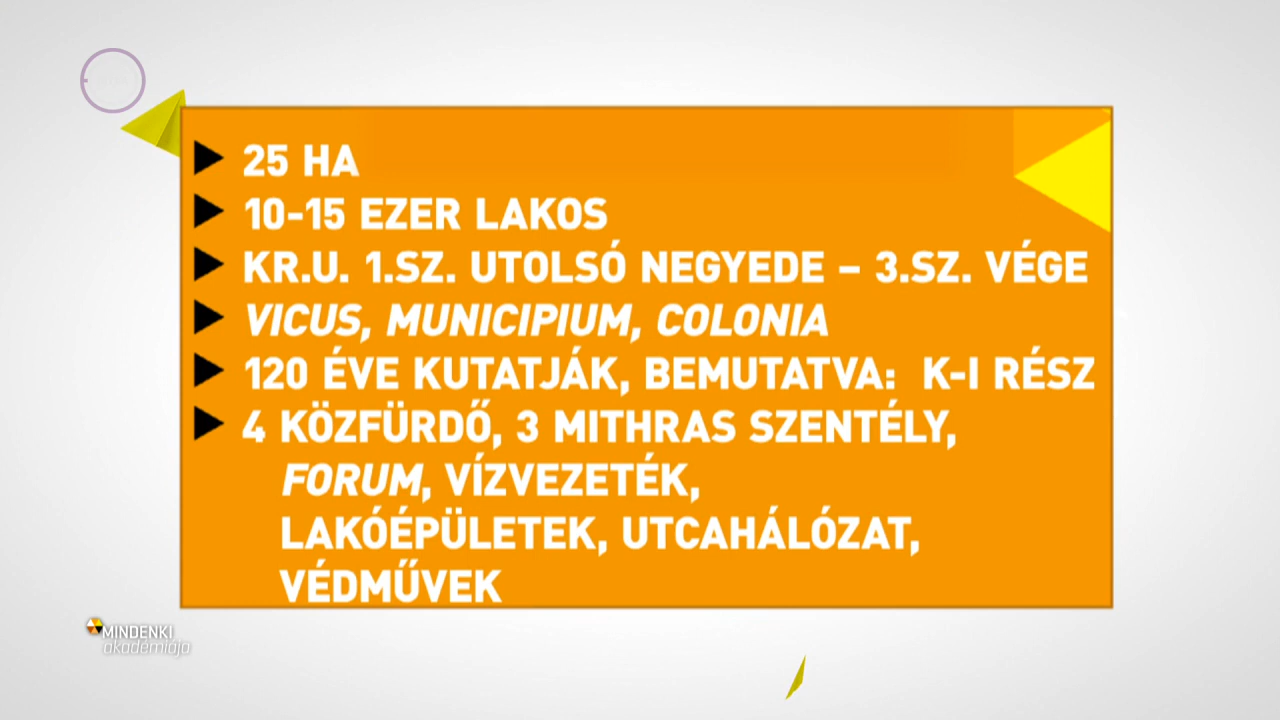 25 HA
10-15 EZER LAKOS
KR.U. 1.SZ. UTOLSÓ NEGYEDE – 3.SZ. VÉGE
VICUS, MUNICIPIUM, COLONIA
120 ÉVE KUTATJÁK, BEMUTATVA: K-I RÉSZ
4 KÖZFÜRDŐ, 3 MITHRAS SZENTÉLY,
FORUM, VÍZVEZETÉK,
LAKÓÉPÜLETEK, UTCAHÁLÓZAT,
VÉDMŰVEK
MINDENKI
akadémiája